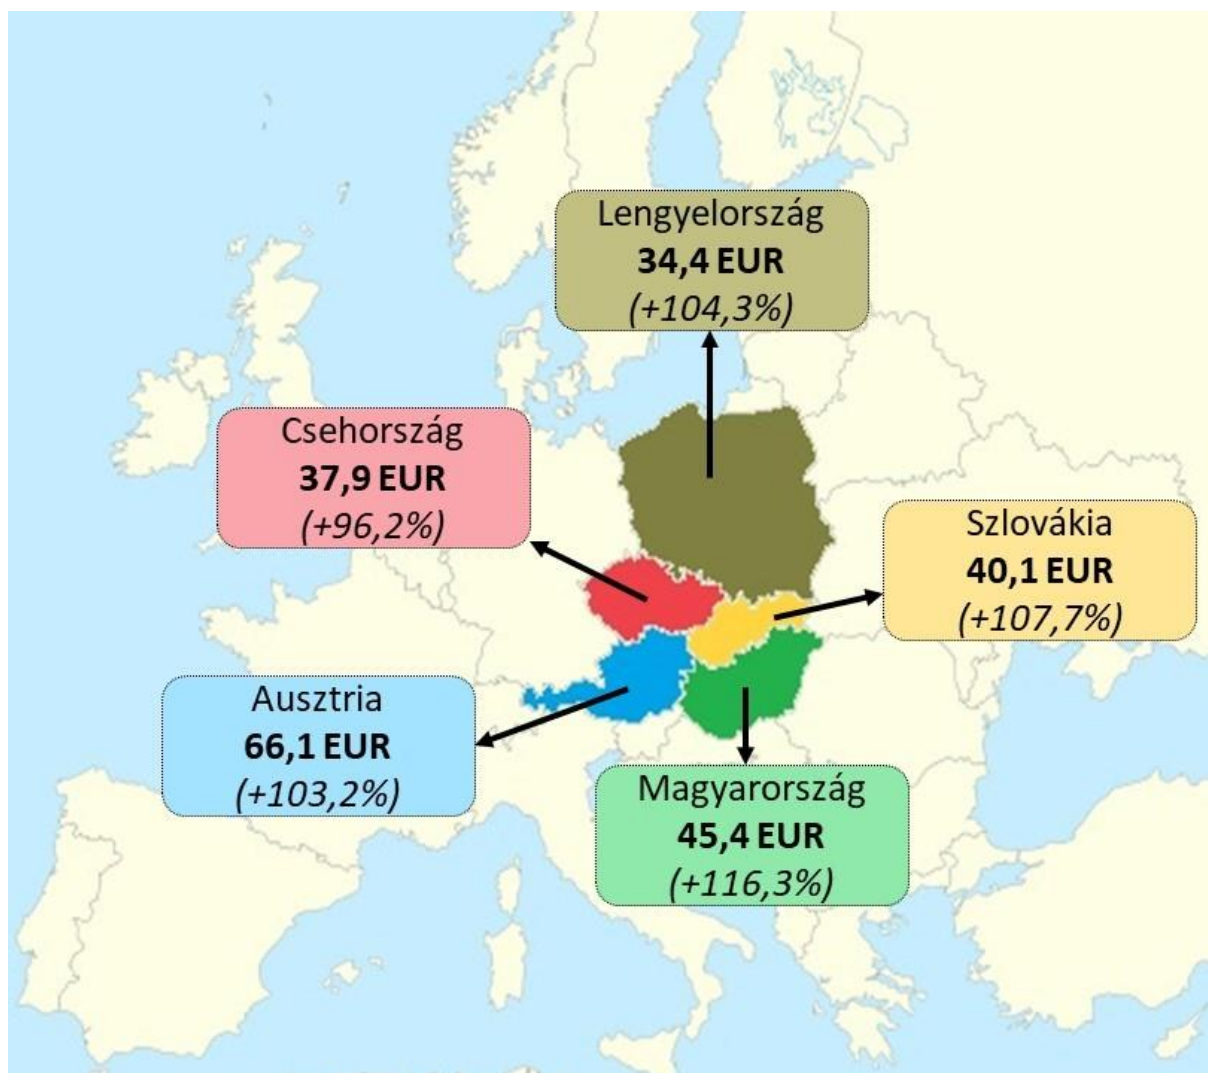 Lengyelország
34,4 EUR
(+104,3%)
Csehország
37,9 EUR
(+96,2%)
Szlovákia
40,1 EUR
(+107,7%)
Ausztria
66,1 EUR
(+103,2%)
Magyarország
45,4 EUR
(+116,3%)